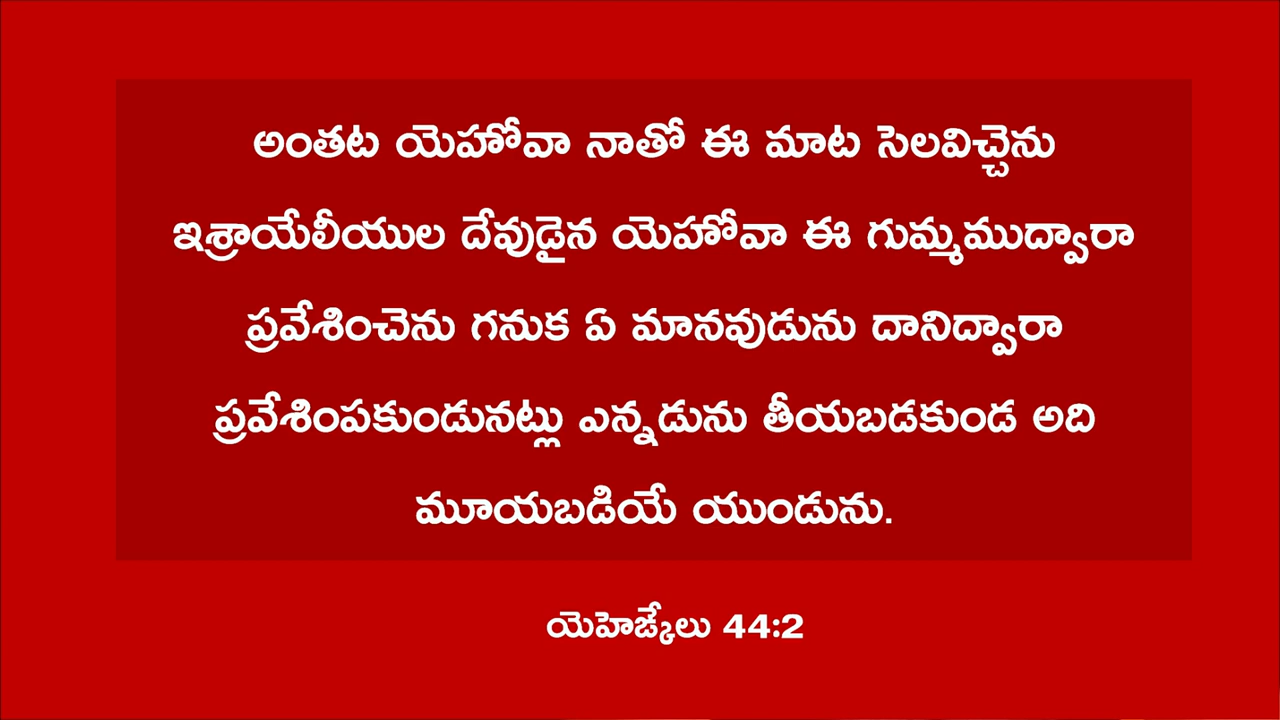 అంతట యెహోవా నాతో ఈ మాట సెలవిచ్చెను
ఇశ్రాయేలీయుల దేవుడైన యెహోవా ఈ గుమ్మముద్వారా
ప్రవేశించెను గనుక ఏ మానవుడును దానిద్వారా
ప్రవేశింపకుండునట్లు ఎన్నడును తీయబడకుండ అది
మూయబడియే యుండును.
యెహెఙ్కేలు 44:2